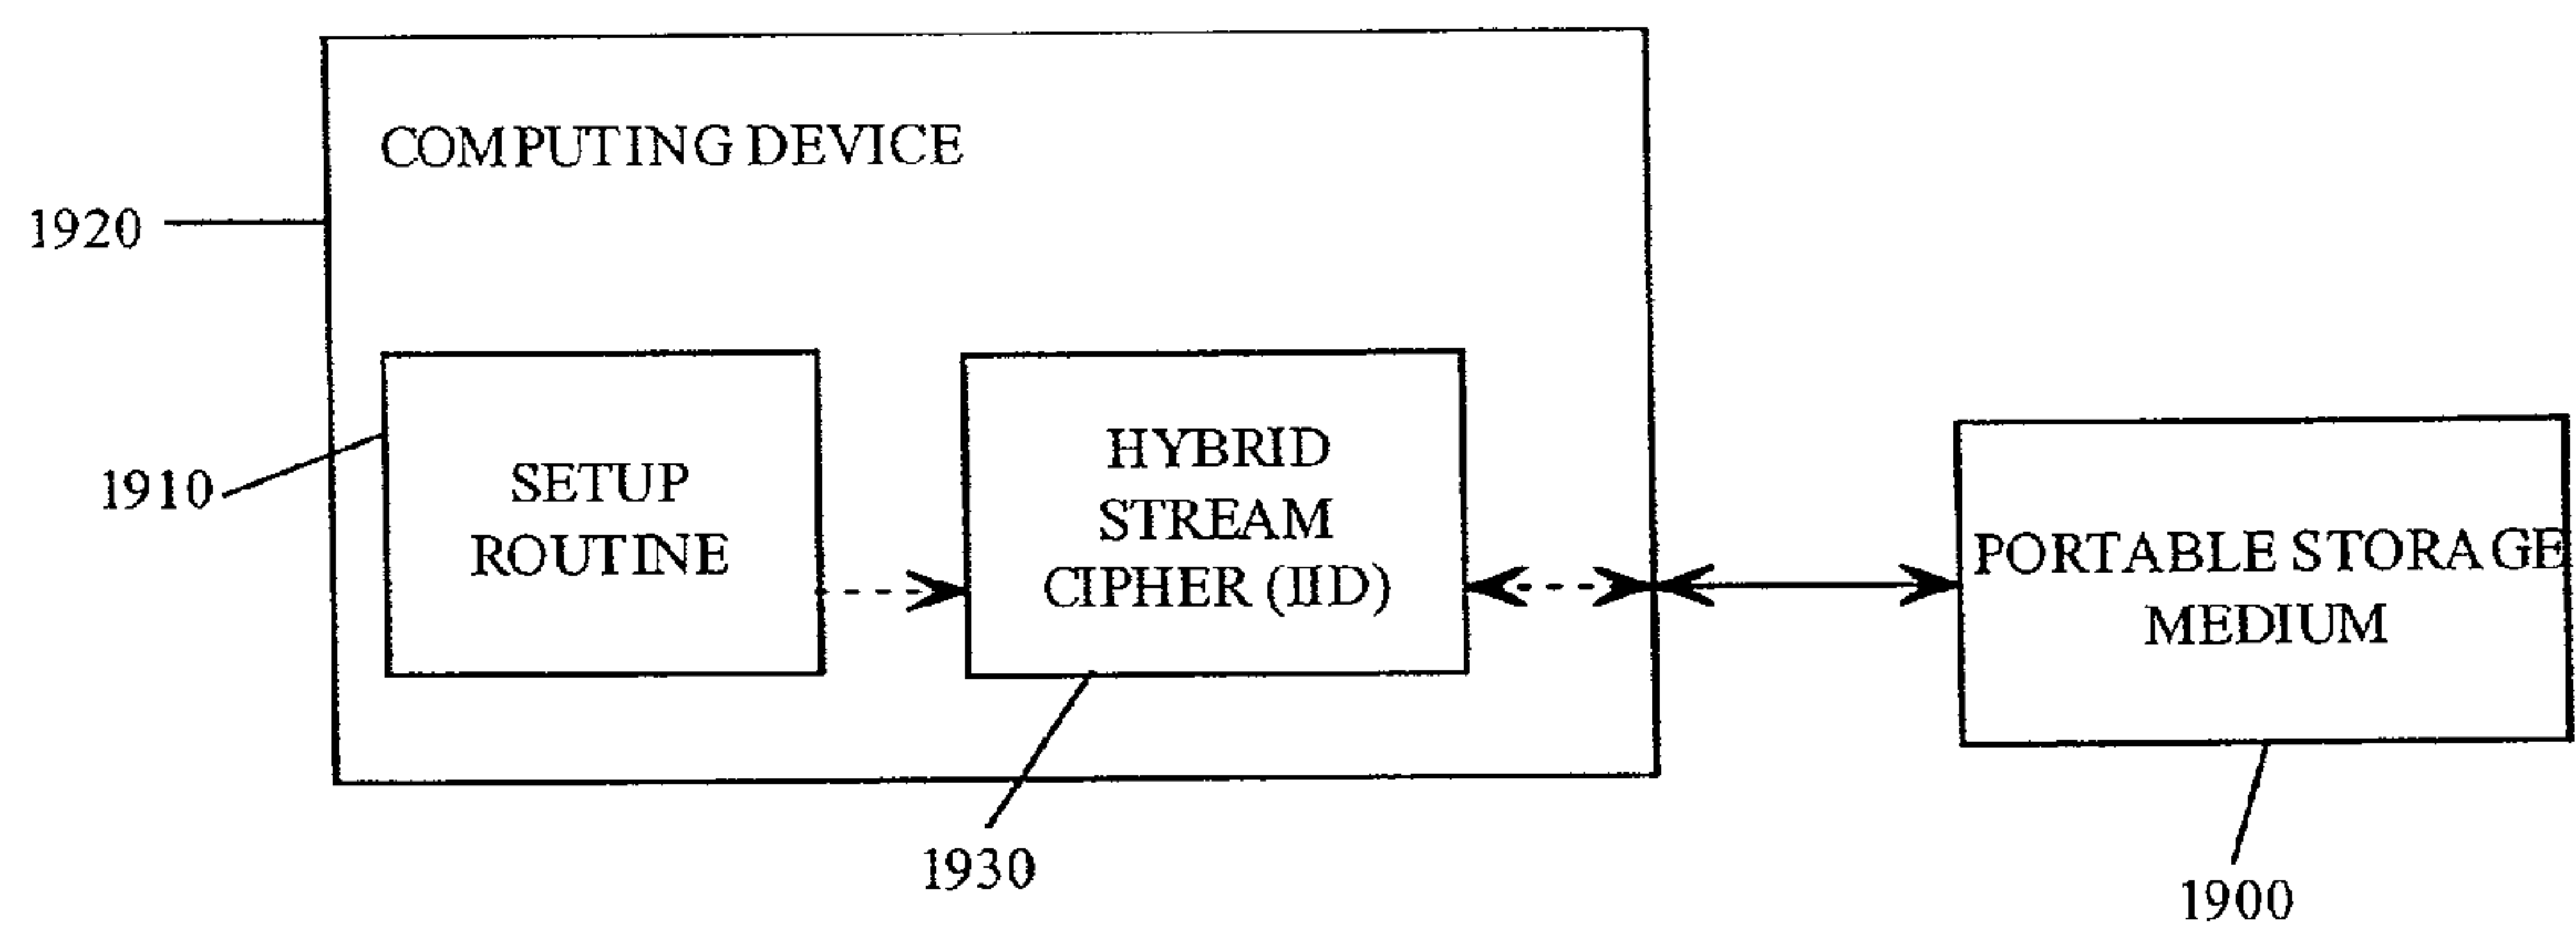 COMPUTING DEVICE
1920
1910
SETUP
ROUTINE
HYBRID
STREAM
CIPHER (IID)
PORTABLE STORAGE
MEDIUM
1930
1900